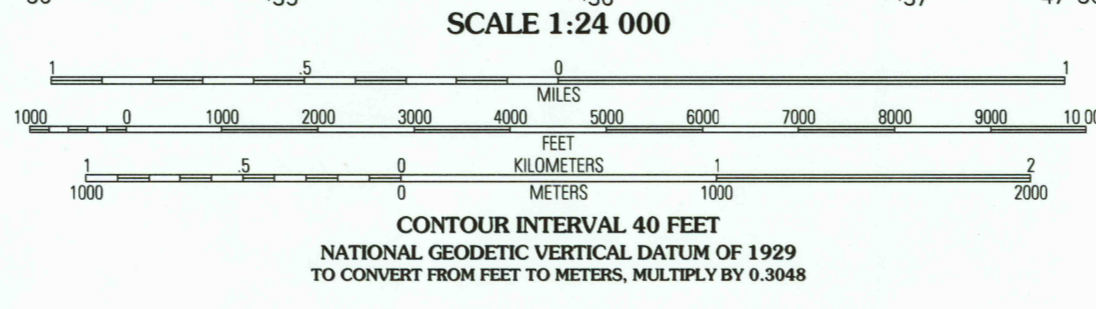 SCALE 1:24 000
1 .5 0 1
MILES
1000 0 1000 2000 3000 4000 5000 6000 7000 8000 9000
FEET
1 .5 0 KILOMETERS 1 2
1000 0 METERS 1000 2000
CONTOUR INTERVAL 40 FEET
NATIONAL GEODETIC VERTICAL DATUM OF 1929
TO CONVERT FROM FEET TO METERS, MULTIPLY BY 0.3048